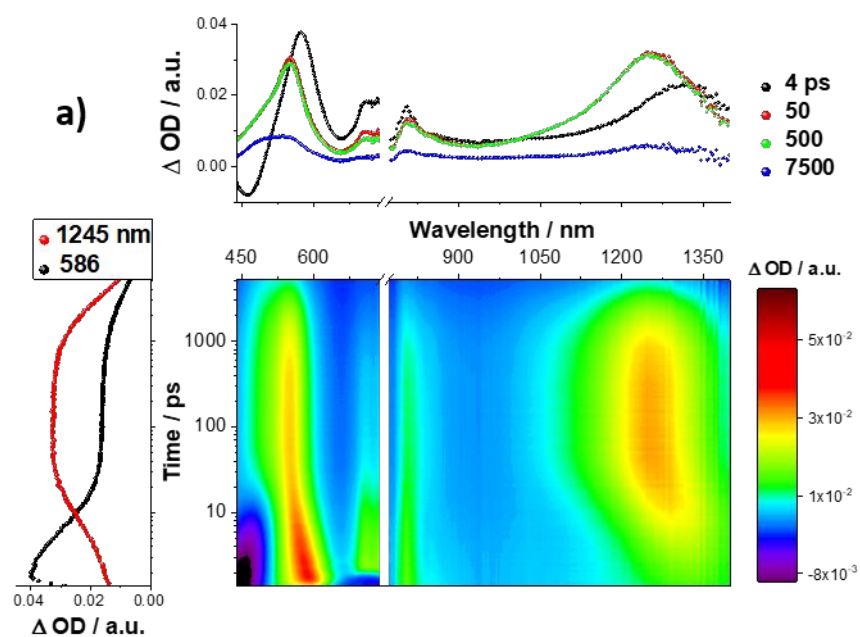 a)
Δ OD / a.u.
0.04
0.02
0.00
4 ps
50
500
7500
Wavelength / nm
450 600 900 1050 1200 1350
1245 nm
586
Time / ps
1000
100
10
0.04 0.02 0.00
Δ OD / a.u.
Δ OD / a.u.
5x10⁻²
3x10⁻²
1x10⁻²
-8x10⁻³